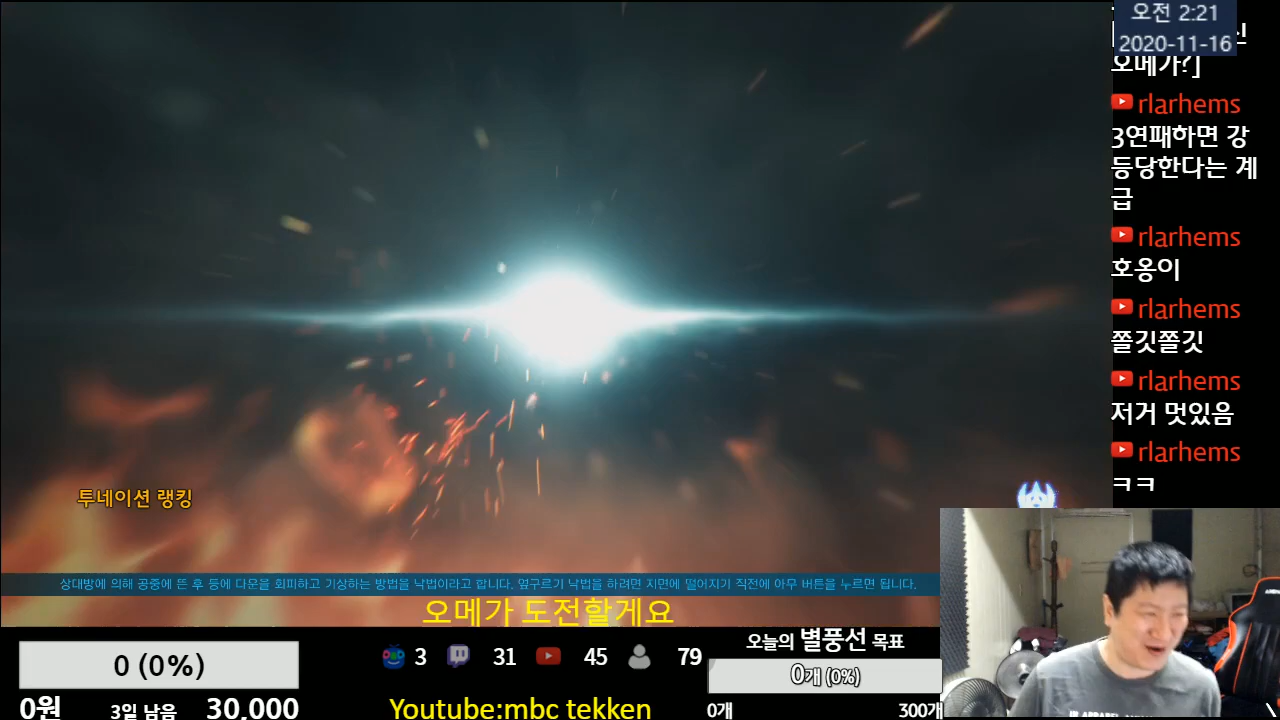 오전 2:21
2020-11-16
신
오메가?]
rlarhems
3연패하면 강
등당한다는 계
급
rlarhems
호옹이
rlarhems
쫄깃쫄깃
rlarhems
저거 멋있음
rlarhems
ㅋㅋ
투네이션 랭킹
상대방에 의해 공중에 뜬 후 등에 다운을 회피하고 기상하는 방법을 낙법이라고 합니다. 옆구르기 낙법을 하려면 지면에 떨어지기 직전에 아무 버튼을 누르면 됩니다.
오메가 도전할게요
0 (0%)
0원 3일 남음 30,000
3 31 45 79
Youtube:mbc tekken
오늘의 별풍선 목표
0개 (0%)
0개 300개